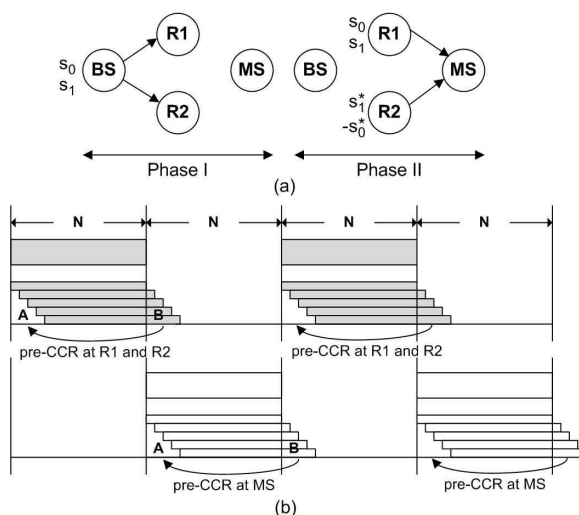 R1
R1
s0
s1
s0
s1
BS
MS
BS
MS
R2
s1*
-s0*
R2
Phase I
Phase II
(a)
N
N
N
N
A
B
pre-CCR at R1 and R2
pre-CCR at R1 and R2
A
B
pre-CCR at MS
pre-CCR at MS
(b)